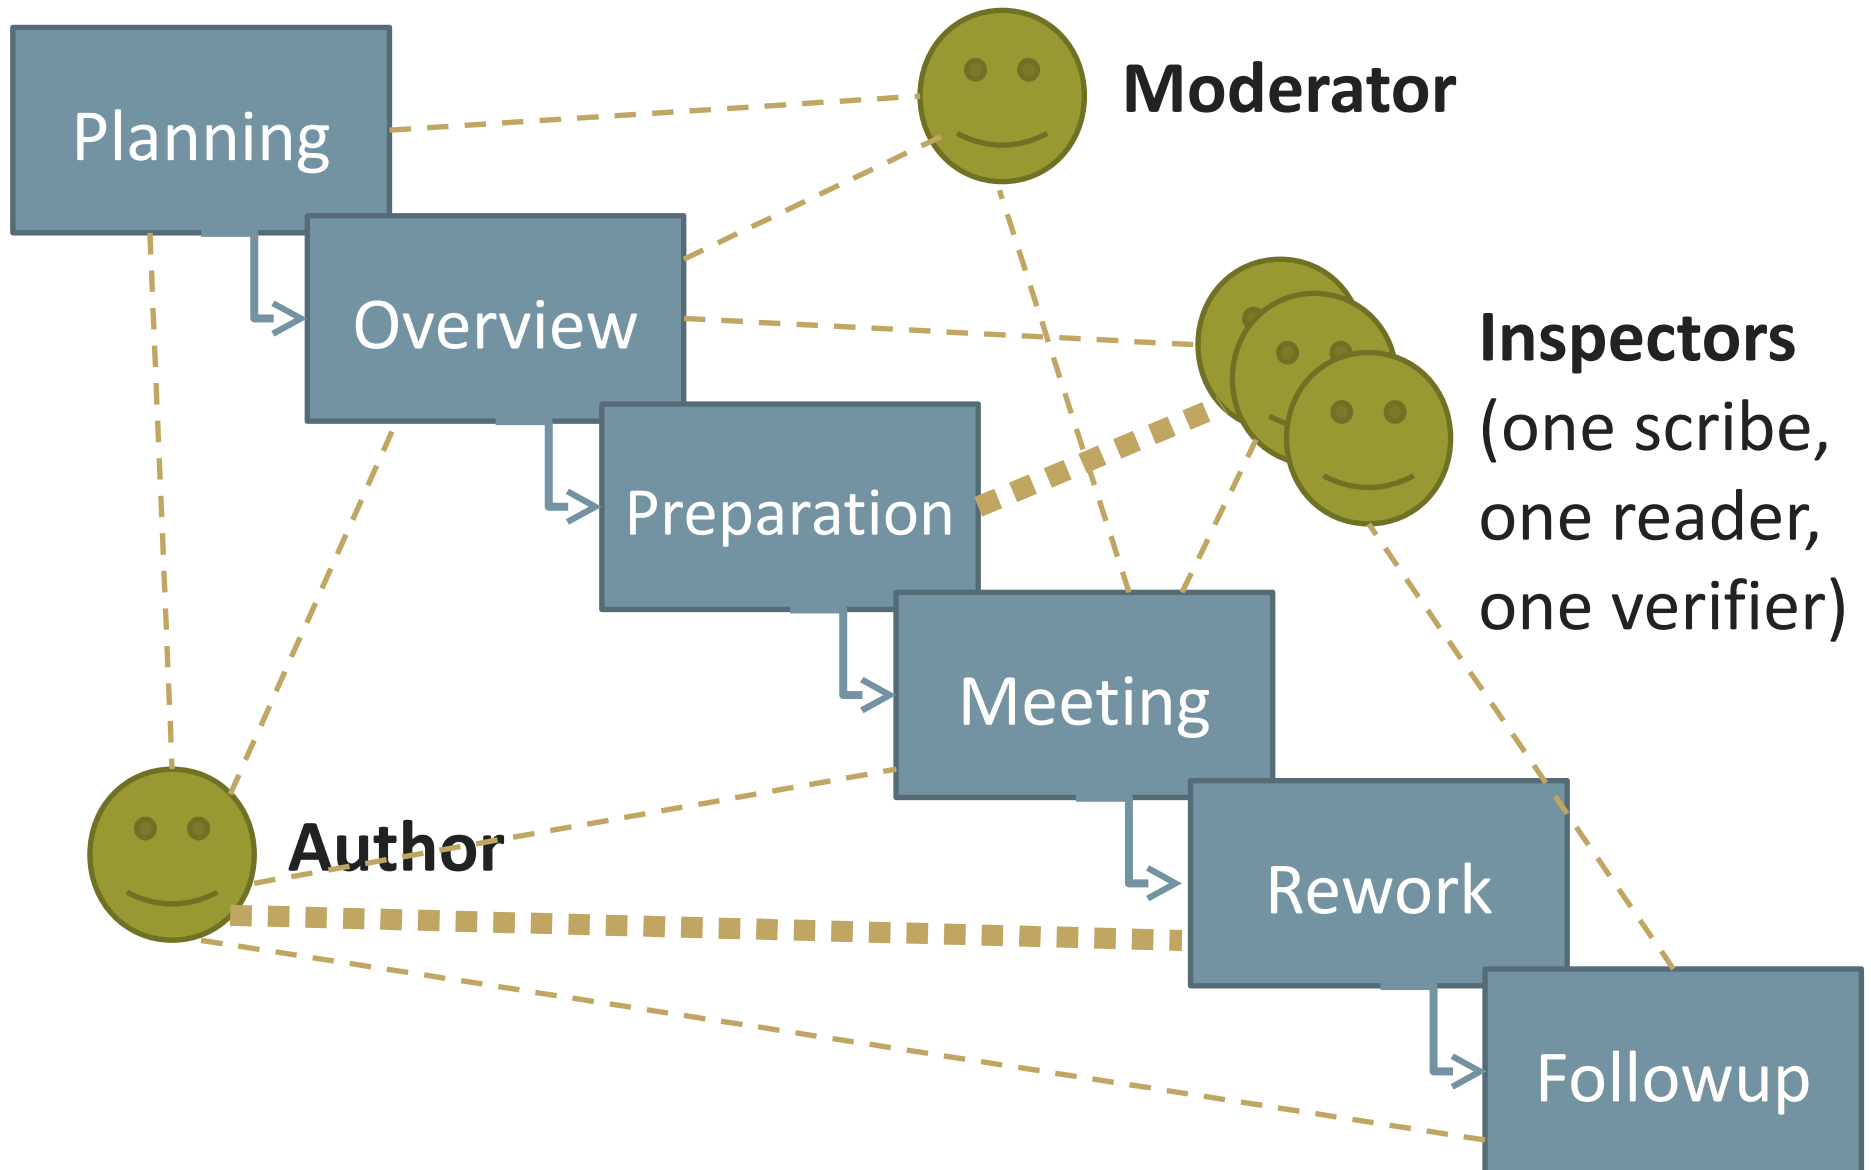 Planning
Moderator
Overview
Inspectors
(one scribe,
one reader,
one verifier)
Preparation
Meeting
Author
Rework
Followup